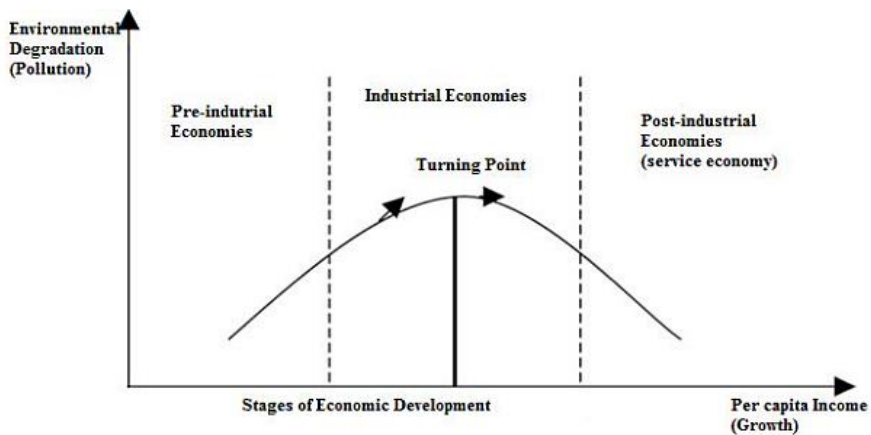 Environmental
Degradation
(Pollution)
Pre-indutrial
Economies
Industrial Economies
Post-industrial
Economies
(service economy)
Turning Point
Stages of Economic Development
Per capita Income
(Growth)